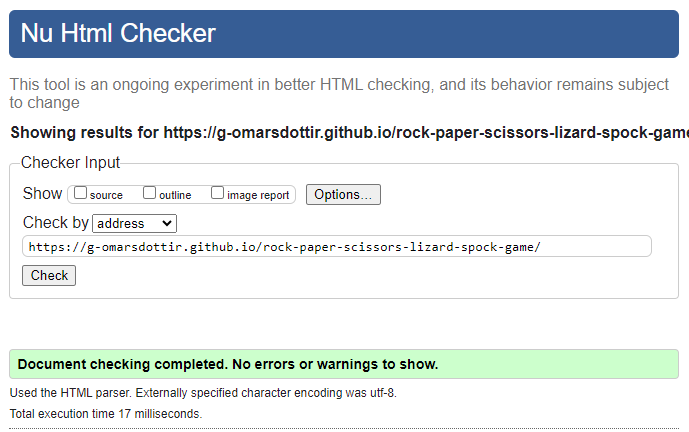 Nu Html Checker
This tool is an ongoing experiment in better HTML checking, and its behavior remains subject
to change
Showing results for https://g-omarsdottir.github.io/rock-paper-scissors-lizard-spock-game
Checker Input
Show source outline image report Options...
Check by address
https://g-omarsdottir.github.io/rock-paper-scissors-lizard-spock-game/
Check
Document checking completed. No errors or warnings to show.
Used the HTML parser. Externally specified character encoding was utf-8.
Total execution time 17 milliseconds.